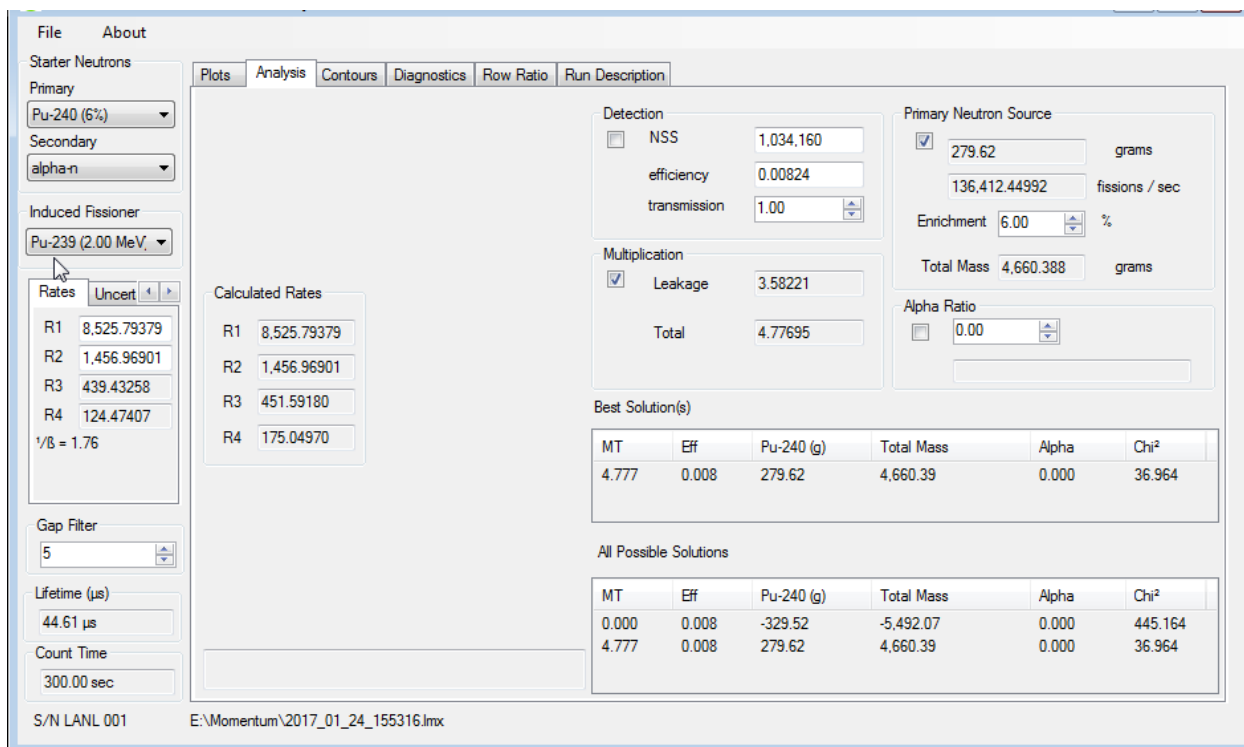 File About
Starter Neutrons
Primary
Pu-240 (6%)
Secondary
alpha-n
Induced Fissioner
Pu-239 (2.00 MeV,
Rates Uncert
R1 8,525.79379
R2 1,456.96901
R3 439.43258
R4 124.47407
¹/ß = 1.76
Gap Filter
5
Lifetime (µs)
44.61 µs
Count Time
300.00 sec
Plots Analysis Contours Diagnostics Row Ratio Run Description
Calculated Rates
R1 8,525.79379
R2 1,456.96901
R3 451.59180
R4 175.04970
Detection
NSS 1,034,160
efficiency 0.00824
transmission 1.00
Multiplication
Leakage 3.58221
Total 4.77695
Primary Neutron Source
279.62 grams
136,412.44992 fissions / sec
Enrichment 6.00 %
Total Mass 4,660.388 grams
Alpha Ratio
0.00
Best Solution(s)
MT Eff Pu-240 (g) Total Mass Alpha Chi²
4.777 0.008 279.62 4,660.39 0.000 36.964
All Possible Solutions
MT Eff Pu-240 (g) Total Mass Alpha Chi²
0.000 0.008 -329.52 -5,492.07 0.000 445.164
4.777 0.008 279.62 4,660.39 0.000 36.964
S/N LANL 001 E:\Momentum\2017_01_24_155316.lmx